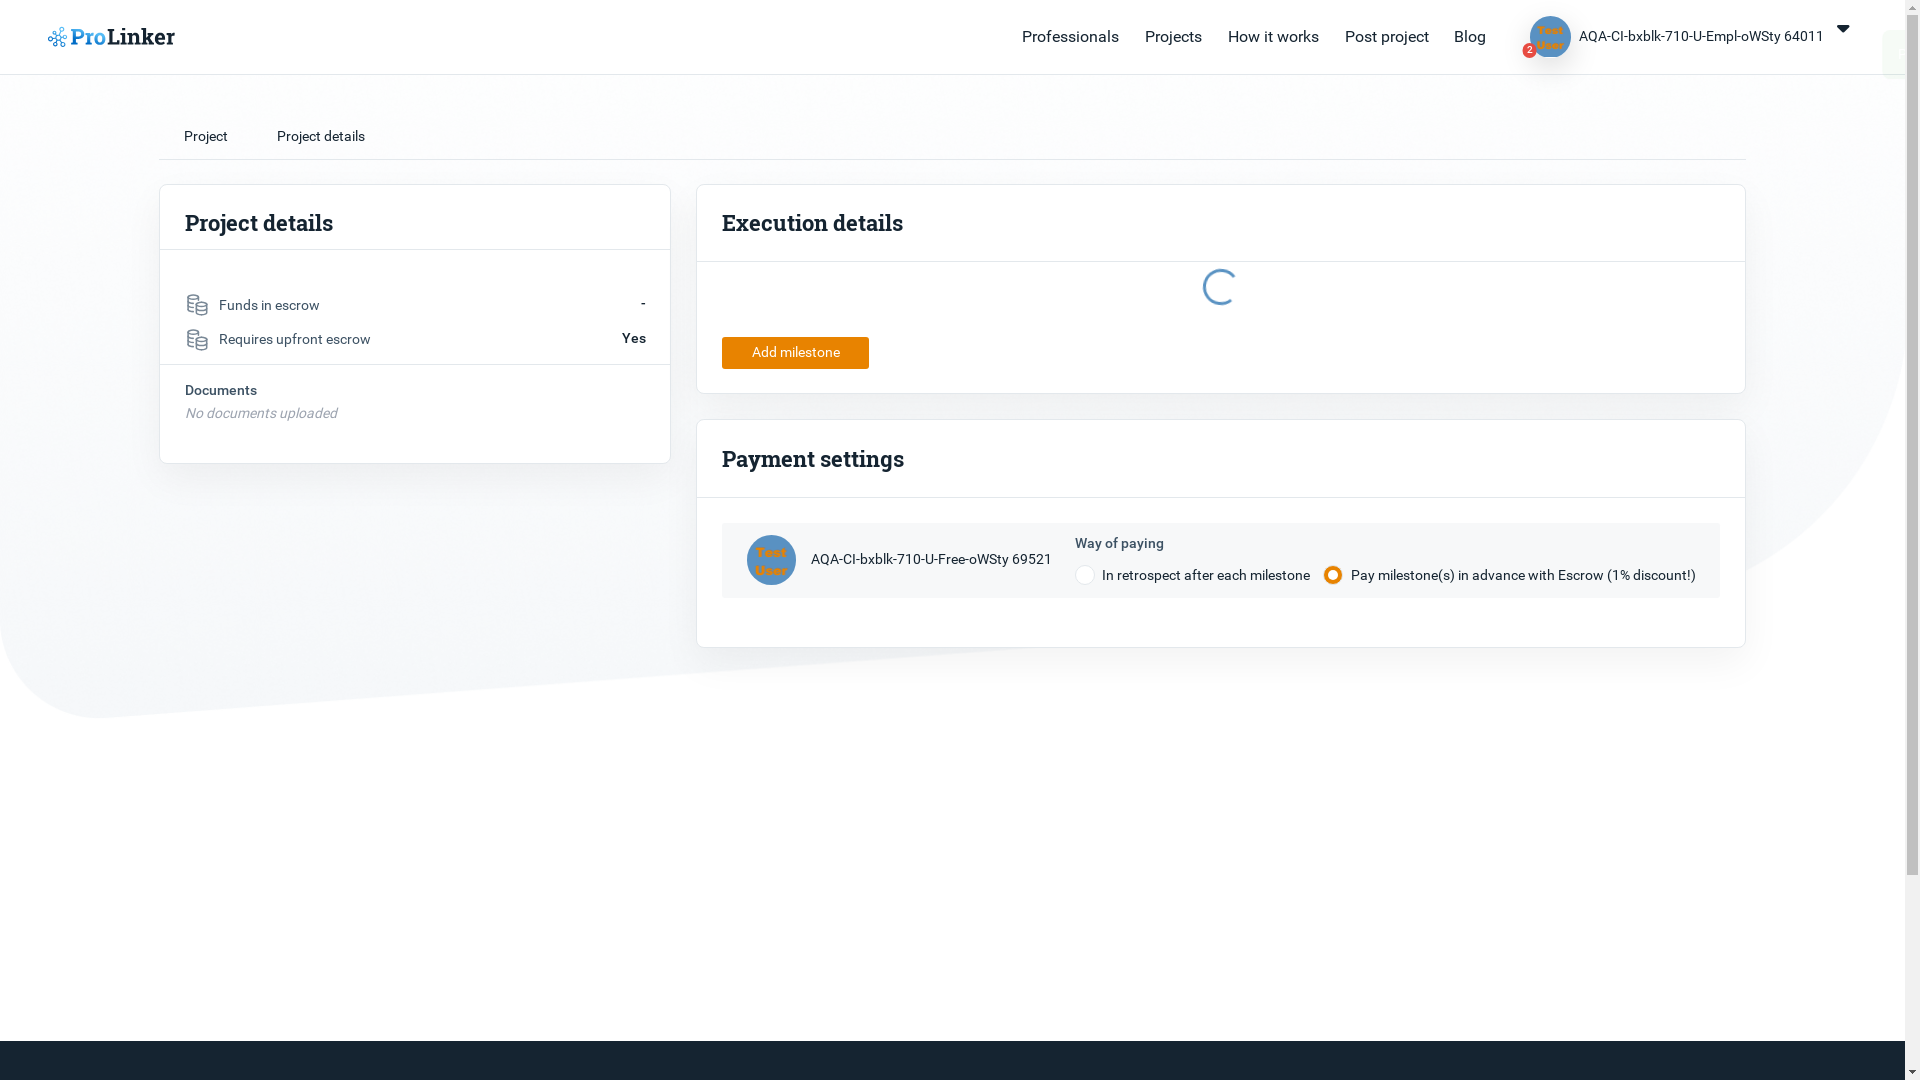 ProLinker
Professionals
Projects
How it works
Post project
Blog
Test
User
2
AQA-CI-bxblk-710-U-Empl-oWSty 64011
Project
Project details
Project details
Funds in escrow
-
Requires upfront escrow
Yes
Documents
No documents uploaded
Execution details
Add milestone
Payment settings
Test
User
AQA-CI-bxblk-710-U-Free-oWSty 69521
Way of paying
In retrospect after each milestone
Pay milestone(s) in advance with Escrow (1% discount!)